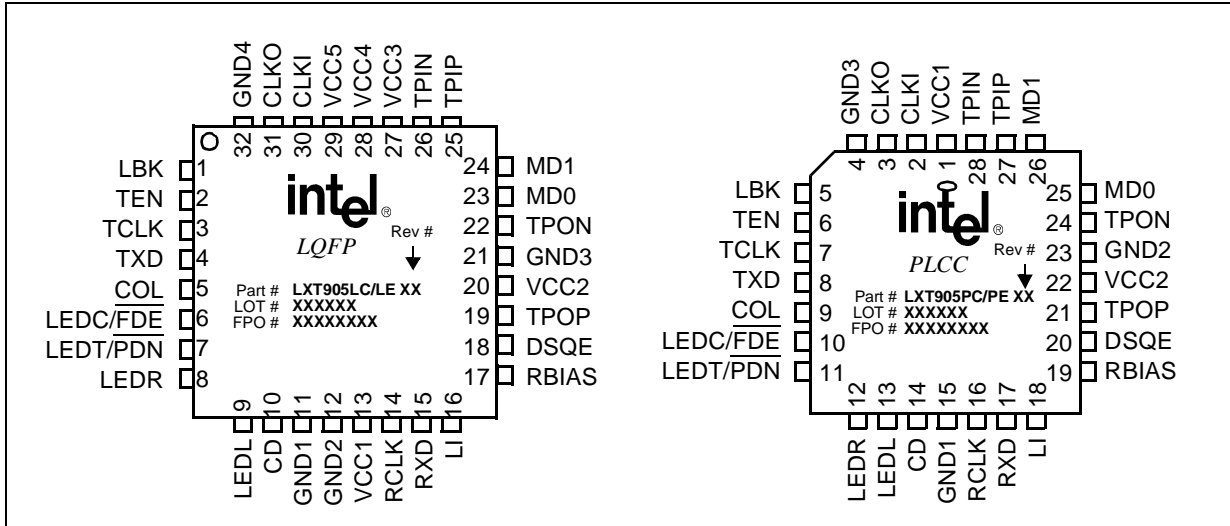 GND4
CLKO
CLKI
VCC5
VCC4
VCC3
TPIN
TPIP
32
31
30
29
28
27
26
25
LBK 1
TEN 2
TCLK 3
TXD 4
COL 5
LEDC/FDE 6
LEDT/PDN 7
LEDR 8
intel®
LQFP
Rev #
Part # LXT905LC/LE XX
LOT # XXXXXX
FPO # XXXXXXXX
24 MD1
23 MD0
22 TPON
21 GND3
20 VCC2
19 TPOP
18 DSQE
17 RBIAS
9
10
11
12
13
14
15
16
LEDL
CD
GND1
GND2
VCC1
RCLK
RXD
LI
GND3
CLKO
CLKI
VCC1
TPIN
TPIP
MD1
4
3
2
1
28
27
26
LBK 5
TEN 6
TCLK 7
TXD 8
COL 9
LEDC/FDE 10
LEDT/PDN 11
intel®
PLCC
Rev #
Part # LXT905PC/PE XX
LOT # XXXXXX
FPO # XXXXXXXX
25 MD0
24 TPON
23 GND2
22 VCC2
21 TPOP
20 DSQE
19 RBIAS
12
13
14
15
16
17
18
LEDR
LEDL
CD
GND1
RCLK
RXD
LI